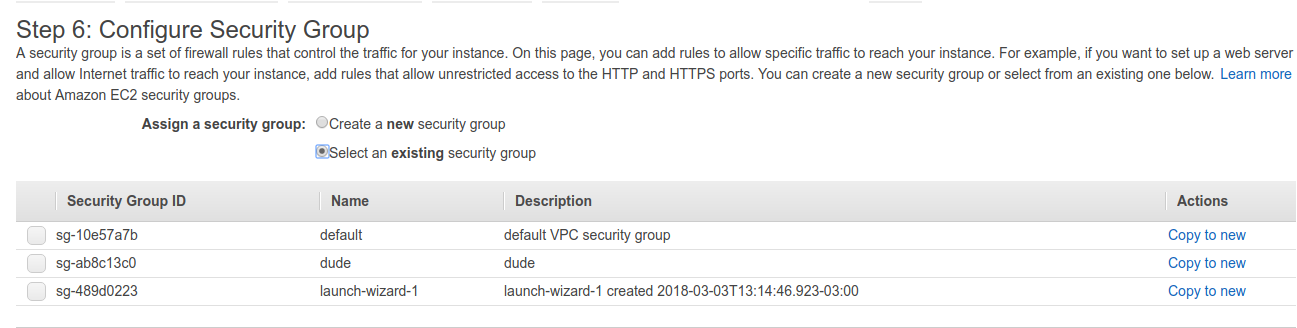 Step 6: Configure Security Group
A security group is a set of firewall rules that control the traffic for your instance. On this page, you can add rules to allow specific traffic to reach your instance. For example, if you want to set up a web server
and allow Internet traffic to reach your instance, add rules that allow unrestricted access to the HTTP and HTTPS ports. You can create a new security group or select from an existing one below. Learn more
about Amazon EC2 security groups.
Assign a security group: Create a new security group
Select an existing security group
Security Group ID Name Description Actions
sg-10e57a7b default default VPC security group Copy to new
sg-ab8c13c0 dude dude Copy to new
sg-489d0223 launch-wizard-1 launch-wizard-1 created 2018-03-03T13:14:46.923-03:00 Copy to new